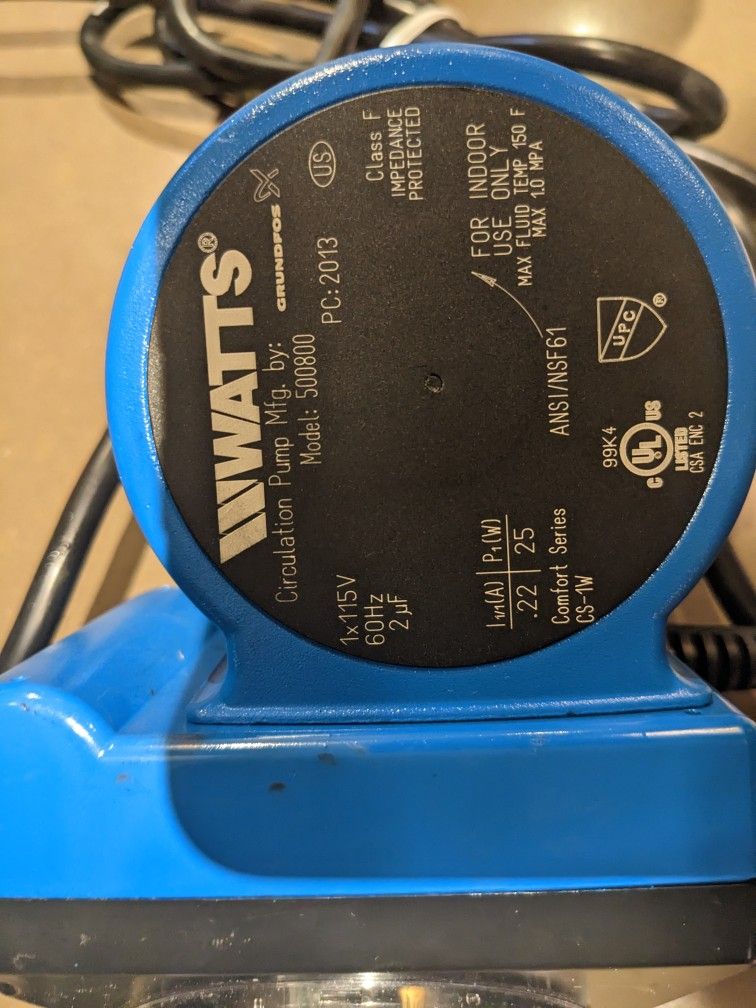 WATTS®
Circulation Pump Mfg. by: GRUNDFOS
Model: 500800 PC: 2013
US
1x115V
60Hz
2 µF
Class F
IMPEDANCE
PROTECTED
I₁/₁(A) P₁(W)
.22 25
Comfort Series
CS-1W
FOR INDOOR
USE ONLY
MAX FLUID TEMP 150 F
MAX 1.0 MPA
ANSI/NSF61
UPC®
99K4
c UL US
LISTED
CSA ENC 2